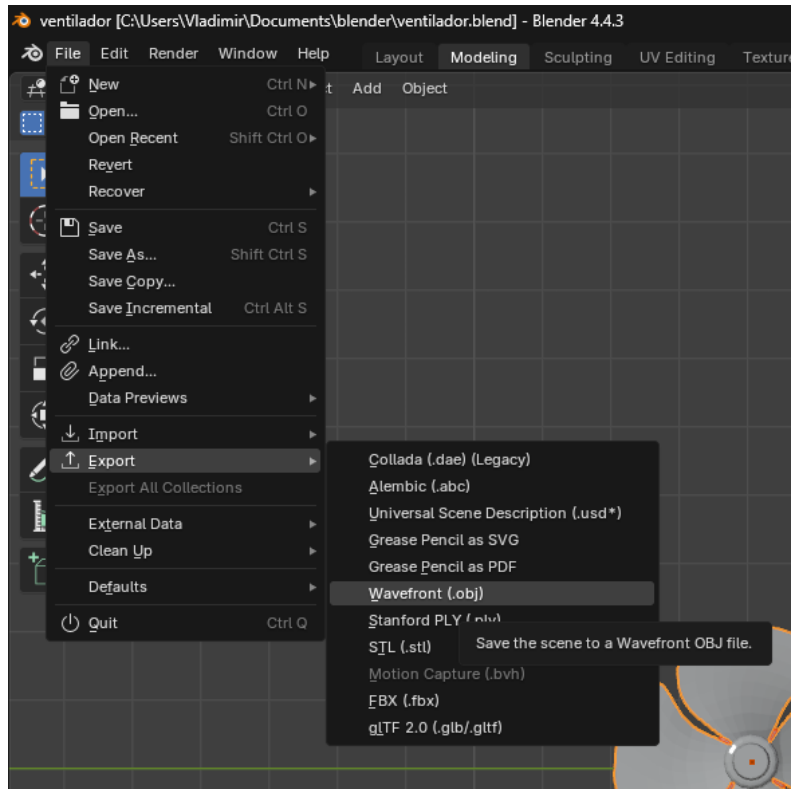 ventilador [C:\Users\Vladimir\Documents\blender\ventilador.blend] - Blender 4.4.3
File Edit Render Window Help Layout Modeling Sculpting UV Editing
Add Object
New Ctrl N
Open... Ctrl O
Open Recent Shift Ctrl O
Revert
Recover
Save Ctrl S
Save As... Shift Ctrl S
Save Copy...
Save Incremental Ctrl Alt S
Link...
Append...
Data Previews
Import
Export
Export All Collections
External Data
Clean Up
Defaults
Quit Ctrl Q
Collada (.dae) (Legacy)
Alembic (.abc)
Universal Scene Description (.usd*)
Grease Pencil as SVG
Grease Pencil as PDF
Wavefront (.obj)
Stanford PLY (.ply)
Save the scene to a Wavefront OBJ file.
STL (.stl)
Motion Capture (.bvh)
FBX (.fbx)
glTF 2.0 (.glb/.gltf)